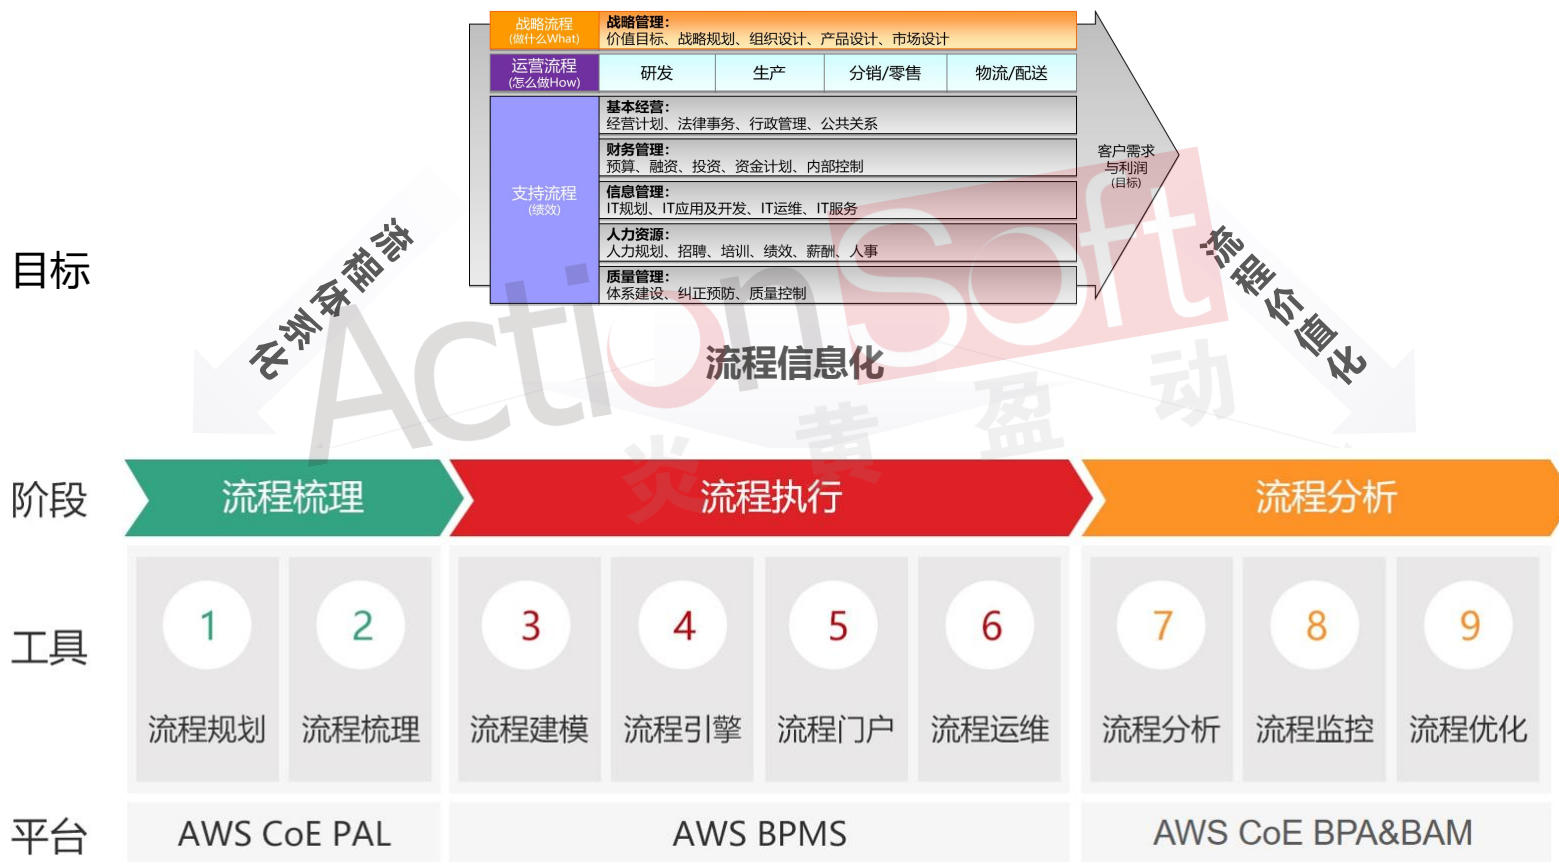 战略流程
(做什么What)
战略管理：
价值目标、战略规划、组织设计、产品设计、市场设计
运营流程
(怎么做How)
研发
生产
分销/零售
物流/配送
支持流程
(绩效)
基本经营：
经营计划、法律事务、行政管理、公共关系
财务管理：
预算、融资、投资、资金计划、内部控制
信息管理：
IT规划、IT应用及开发、IT运维、IT服务
人力资源：
人力规划、招聘、培训、绩效、薪酬、人事
质量管理：
体系建设、纠正预防、质量控制
客户需求
与利润
(目标)
目标
流程体系化
流程信息化
流程价值化
ActionSoft
炎黄盈动
阶段
流程梳理
流程执行
流程分析
工具
1
2
3
4
5
6
7
8
9
流程规划
流程梳理
流程建模
流程引擎
流程门户
流程运维
流程分析
流程监控
流程优化
平台
AWS CoE PAL
AWS BPMS
AWS CoE BPA&BAM